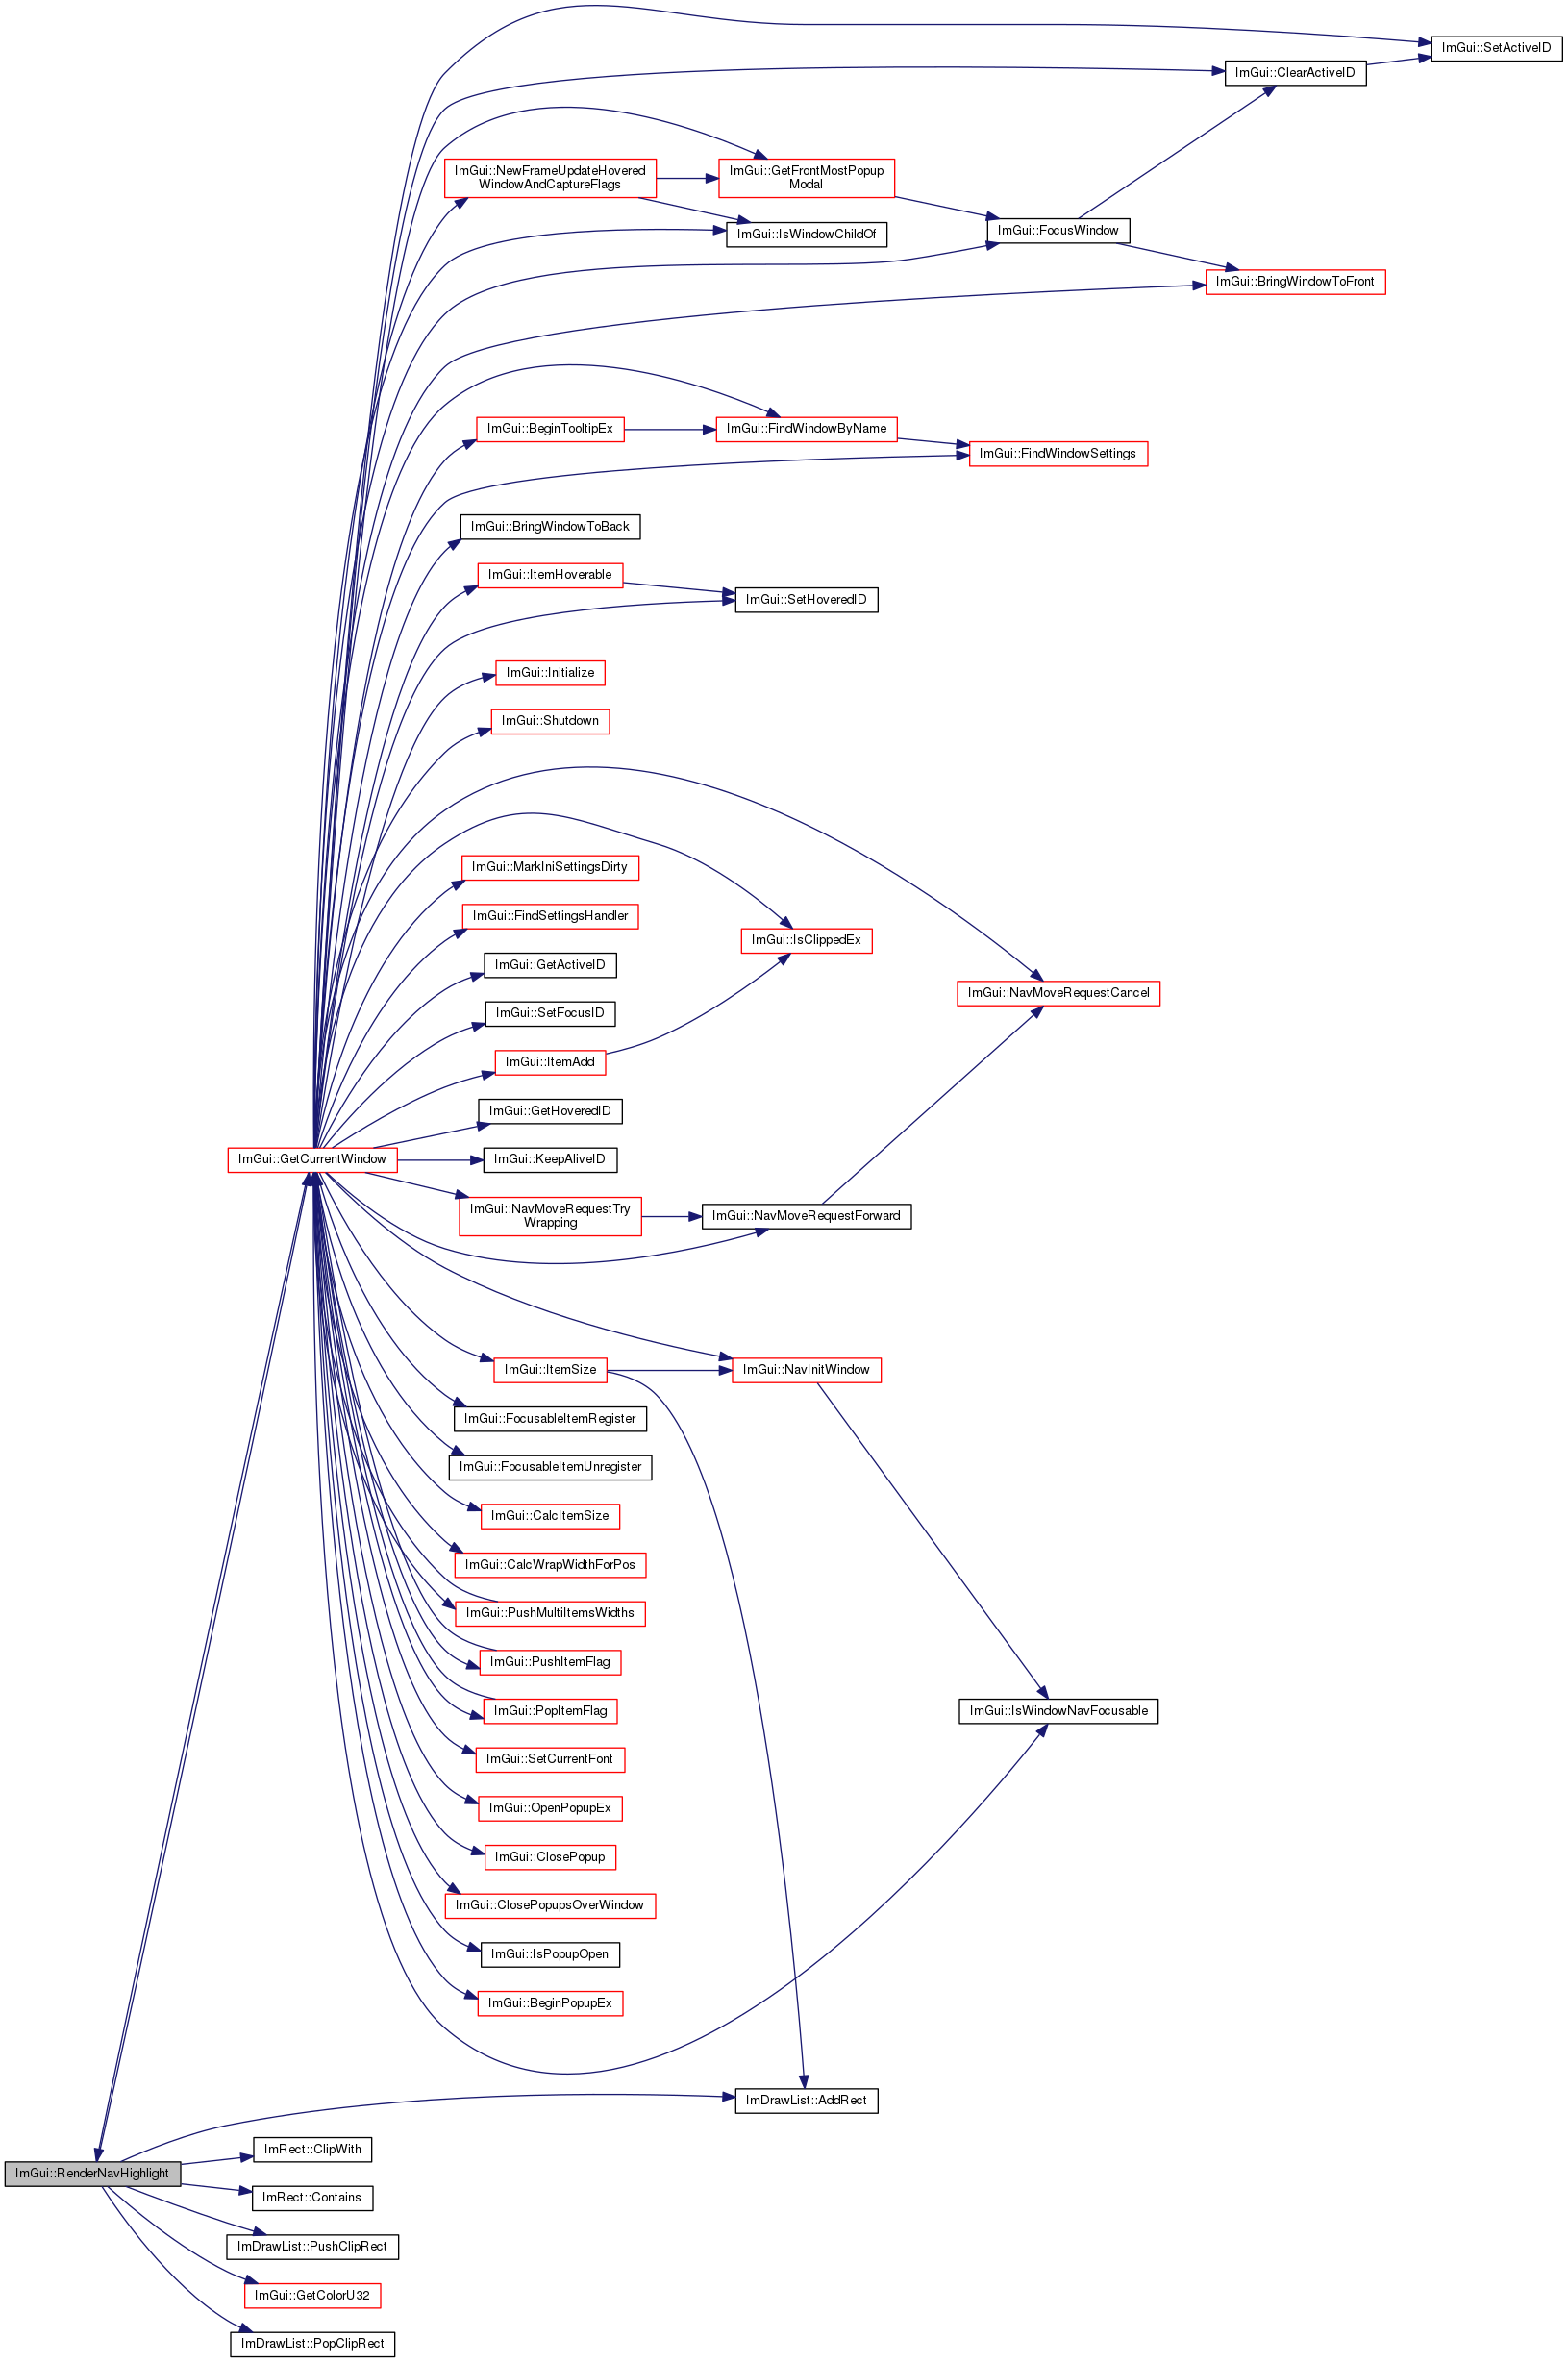 ImGui::SetActiveID
ImGui::ClearActiveID
ImGui::NewFrameUpdateHovered
WindowAndCaptureFlags
ImGui::GetFrontMostPopup
Modal
ImGui::IsWindowChildOf
ImGui::FocusWindow
ImGui::BringWindowToFront
ImGui::BeginTooltipEx
ImGui::FindWindowByName
ImGui::FindWindowSettings
ImGui::BringWindowToBack
ImGui::ItemHoverable
ImGui::SetHoveredID
ImGui::Initialize
ImGui::Shutdown
ImGui::MarkIniSettingsDirty
ImGui::FindSettingsHandler
ImGui::IsClippedEx
ImGui::GetActiveID
ImGui::NavMoveRequestCancel
ImGui::SetFocusID
ImGui::ItemAdd
ImGui::GetHoveredID
ImGui::GetCurrentWindow
ImGui::KeepAliveID
ImGui::NavMoveRequestTry
Wrapping
ImGui::NavMoveRequestForward
ImGui::ItemSize
ImGui::NavInitWindow
ImGui::FocusableItemRegister
ImGui::FocusableItemUnregister
ImGui::CalcItemSize
ImGui::CalcWrapWidthForPos
ImGui::PushMultiItemsWidths
ImGui::PushItemFlag
ImGui::PopItemFlag
ImGui::IsWindowNavFocusable
ImGui::SetCurrentFont
ImGui::OpenPopupEx
ImGui::ClosePopup
ImGui::ClosePopupsOverWindow
ImGui::IsPopupOpen
ImGui::BeginPopupEx
ImDrawList::AddRect
ImRect::ClipWith
ImGui::RenderNavHighlight
ImRect::Contains
ImDrawList::PushClipRect
ImGui::GetColorU32
ImDrawList::PopClipRect